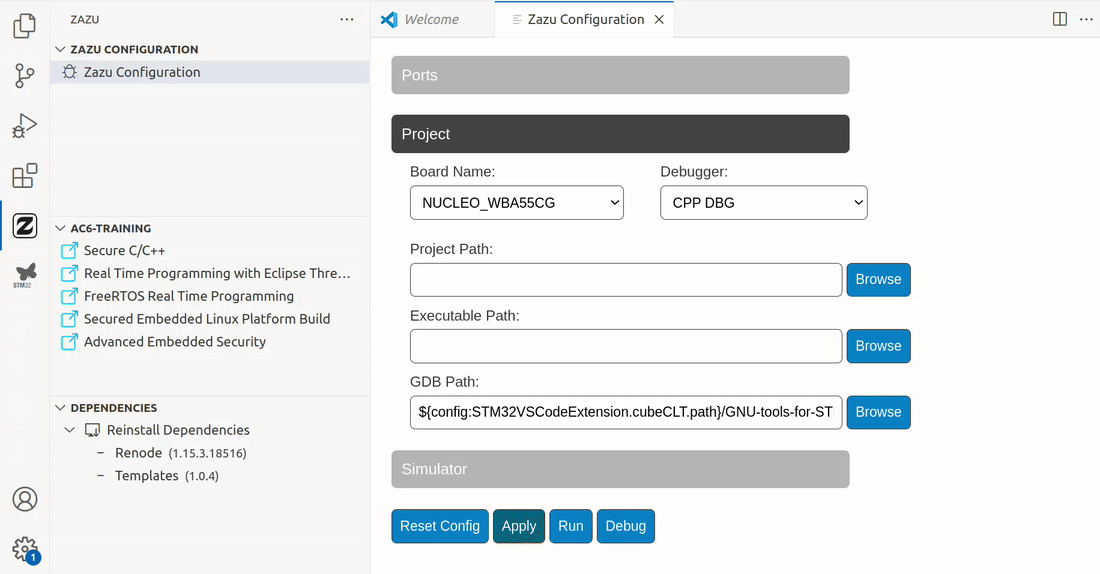 ZAZU
ZAZU CONFIGURATION
Zazu Configuration
AC6-TRAINING
Secure C/C++
Real Time Programming with Eclipse Thre...
FreeRTOS Real Time Programming
Secured Embedded Linux Platform Build
Advanced Embedded Security
DEPENDENCIES
Reinstall Dependencies
Renode (1.15.3.18516)
Templates (1.0.4)
Z
STM32
1
Welcome
Zazu Configuration
Ports
Project
Board Name: Debugger:
NUCLEO_WBA55CG CPP DBG
Project Path:
Browse
Executable Path:
Browse
GDB Path:
${config:STM32VSCodeExtension.cubeCLT.path}/GNU-tools-for-ST Browse
Simulator
Reset Config Apply Run Debug